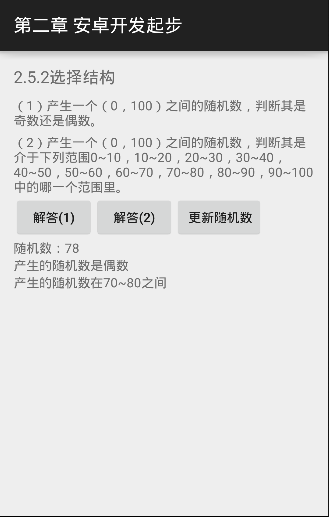 第二章 安卓开发起步
2.5.2选择结构
（1）产生一个（0，100）之间的随机数，判断其是
奇数还是偶数。
（2）产生一个（0，100）之间的随机数，判断其是
介于下列范围0~10，10~20，20~30，30~40，
40~50，50~60，60~70，70~80，80~90，90~100
中的哪一个范围里。
解答(1) 解答(2) 更新随机数
随机数：78
产生的随机数是偶数
产生的随机数在70~80之间